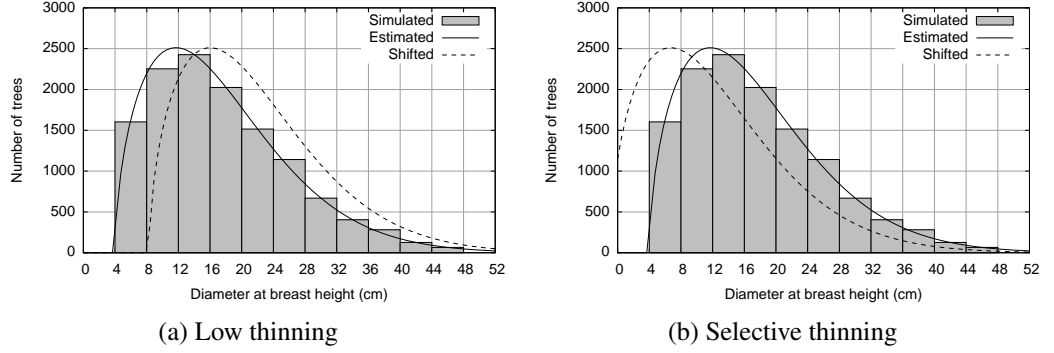 3000
2500
2000
1500
1000
500
0
Number of trees
Simulated
Estimated
Shifted
0 4 8 12 16 20 24 28 32 36 40 44 48 52
Diameter at breast height (cm)
(a) Low thinning
3000
2500
2000
1500
1000
500
0
Number of trees
Simulated
Estimated
Shifted
0 4 8 12 16 20 24 28 32 36 40 44 48 52
Diameter at breast height (cm)
(b) Selective thinning